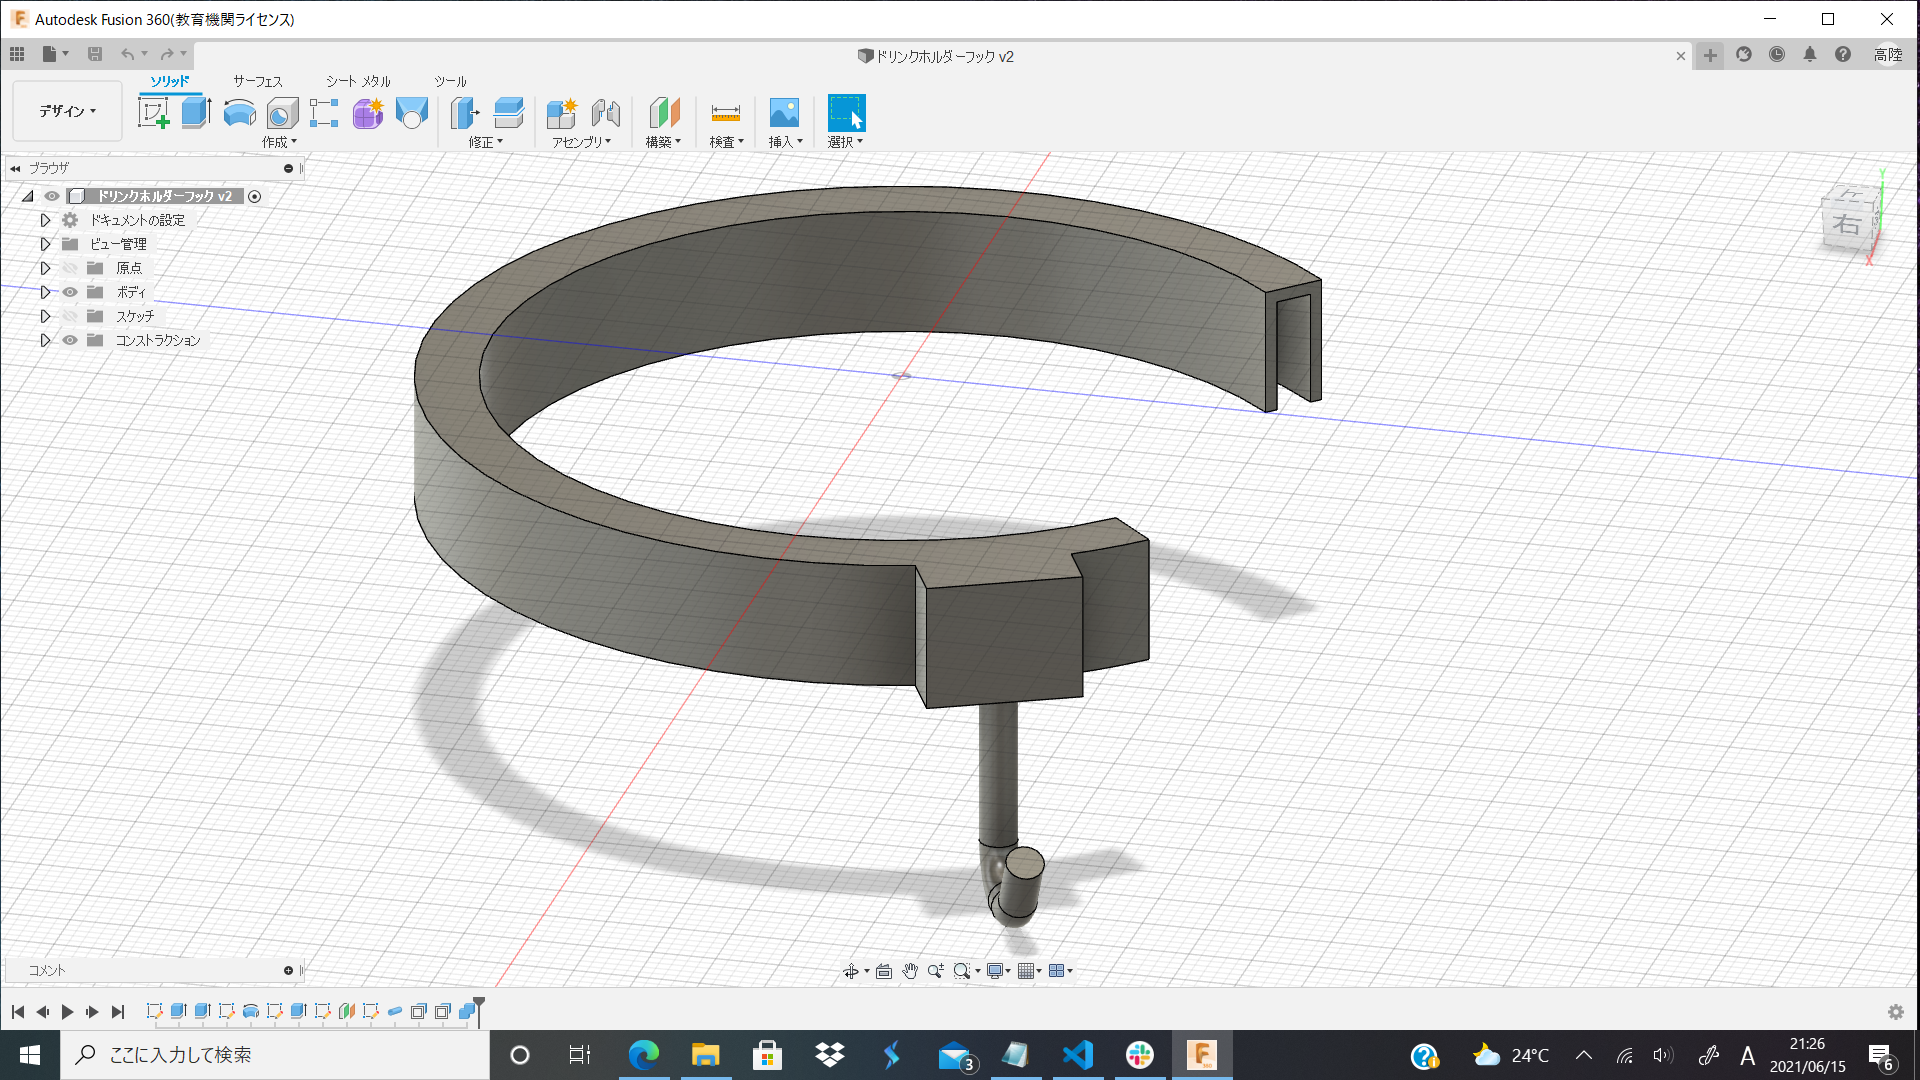 Autodesk Fusion 360(教育機関ライセンス)
ドリンクホルダーフック v2
高陸
ソリッド サーフェス シート メタル ツール
デザイン
作成 修正 アセンブリ 構築 検査 挿入 選択
ブラウザ
ドリンクホルダーフック v2
ドキュメントの設定
ビュー管理
原点
ボディ
スケッチ
コンストラクション
Y
右
X
コメント
ここに入力して検索
3
24°C
A
21:26
2021/06/15
6